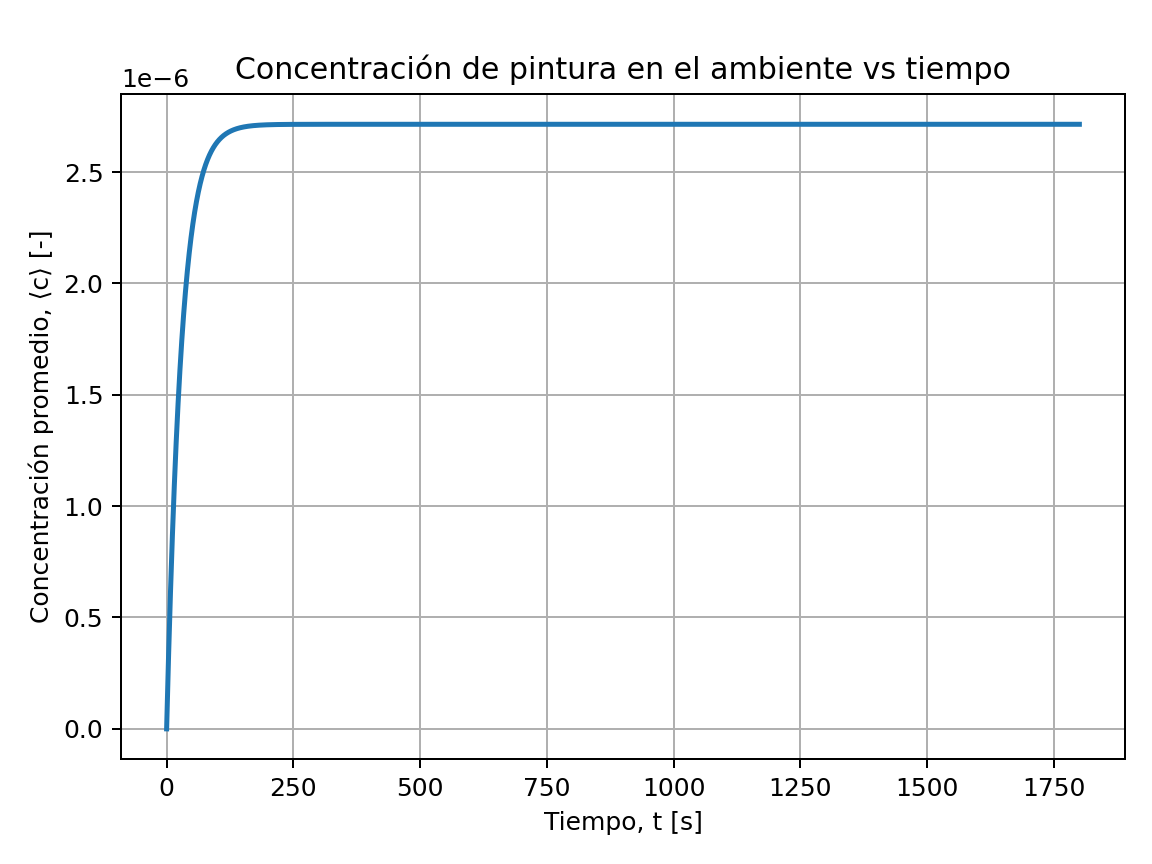 Concentración de pintura en el ambiente vs tiempo
1e−6
2.5
2.0
1.5
1.0
0.5
0.0
Concentración promedio, ⟨c⟩ [-]
0 250 500 750 1000 1250 1500 1750
Tiempo, t [s]